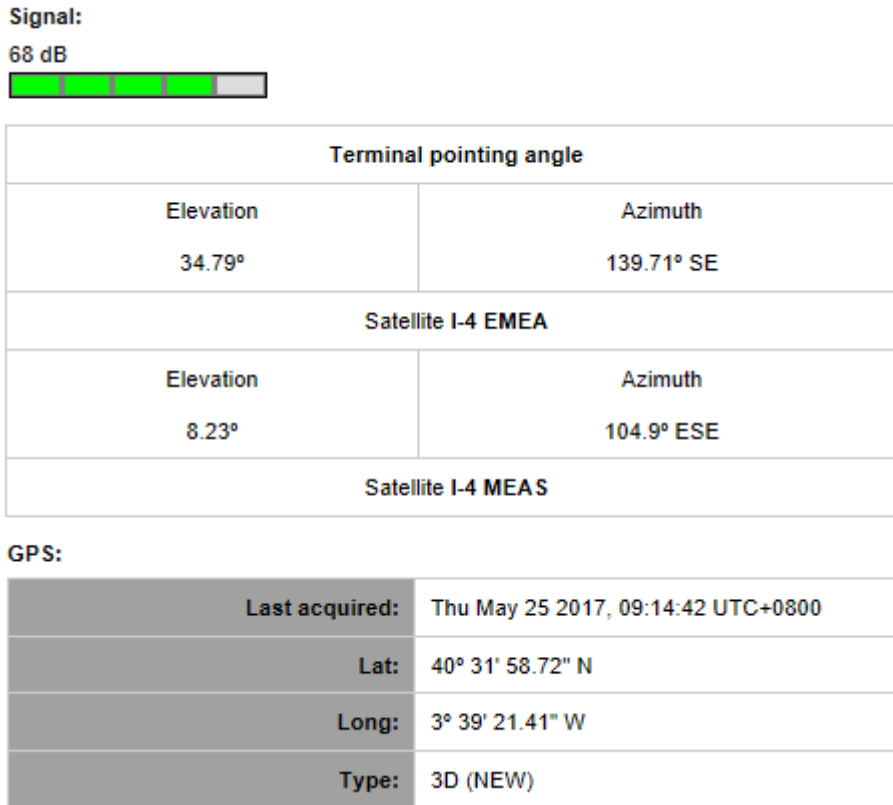 Signal:
68 dB
Terminal pointing angle
Elevation Azimuth
34.79º 139.71º SE
Satellite I-4 EMEA
Elevation Azimuth
8.23º 104.9º ESE
Satellite I-4 MEAS
GPS:
Last acquired: Thu May 25 2017, 09:14:42 UTC+0800
Lat: 40º 31' 58.72" N
Long: 3º 39' 21.41" W
Type: 3D (NEW)